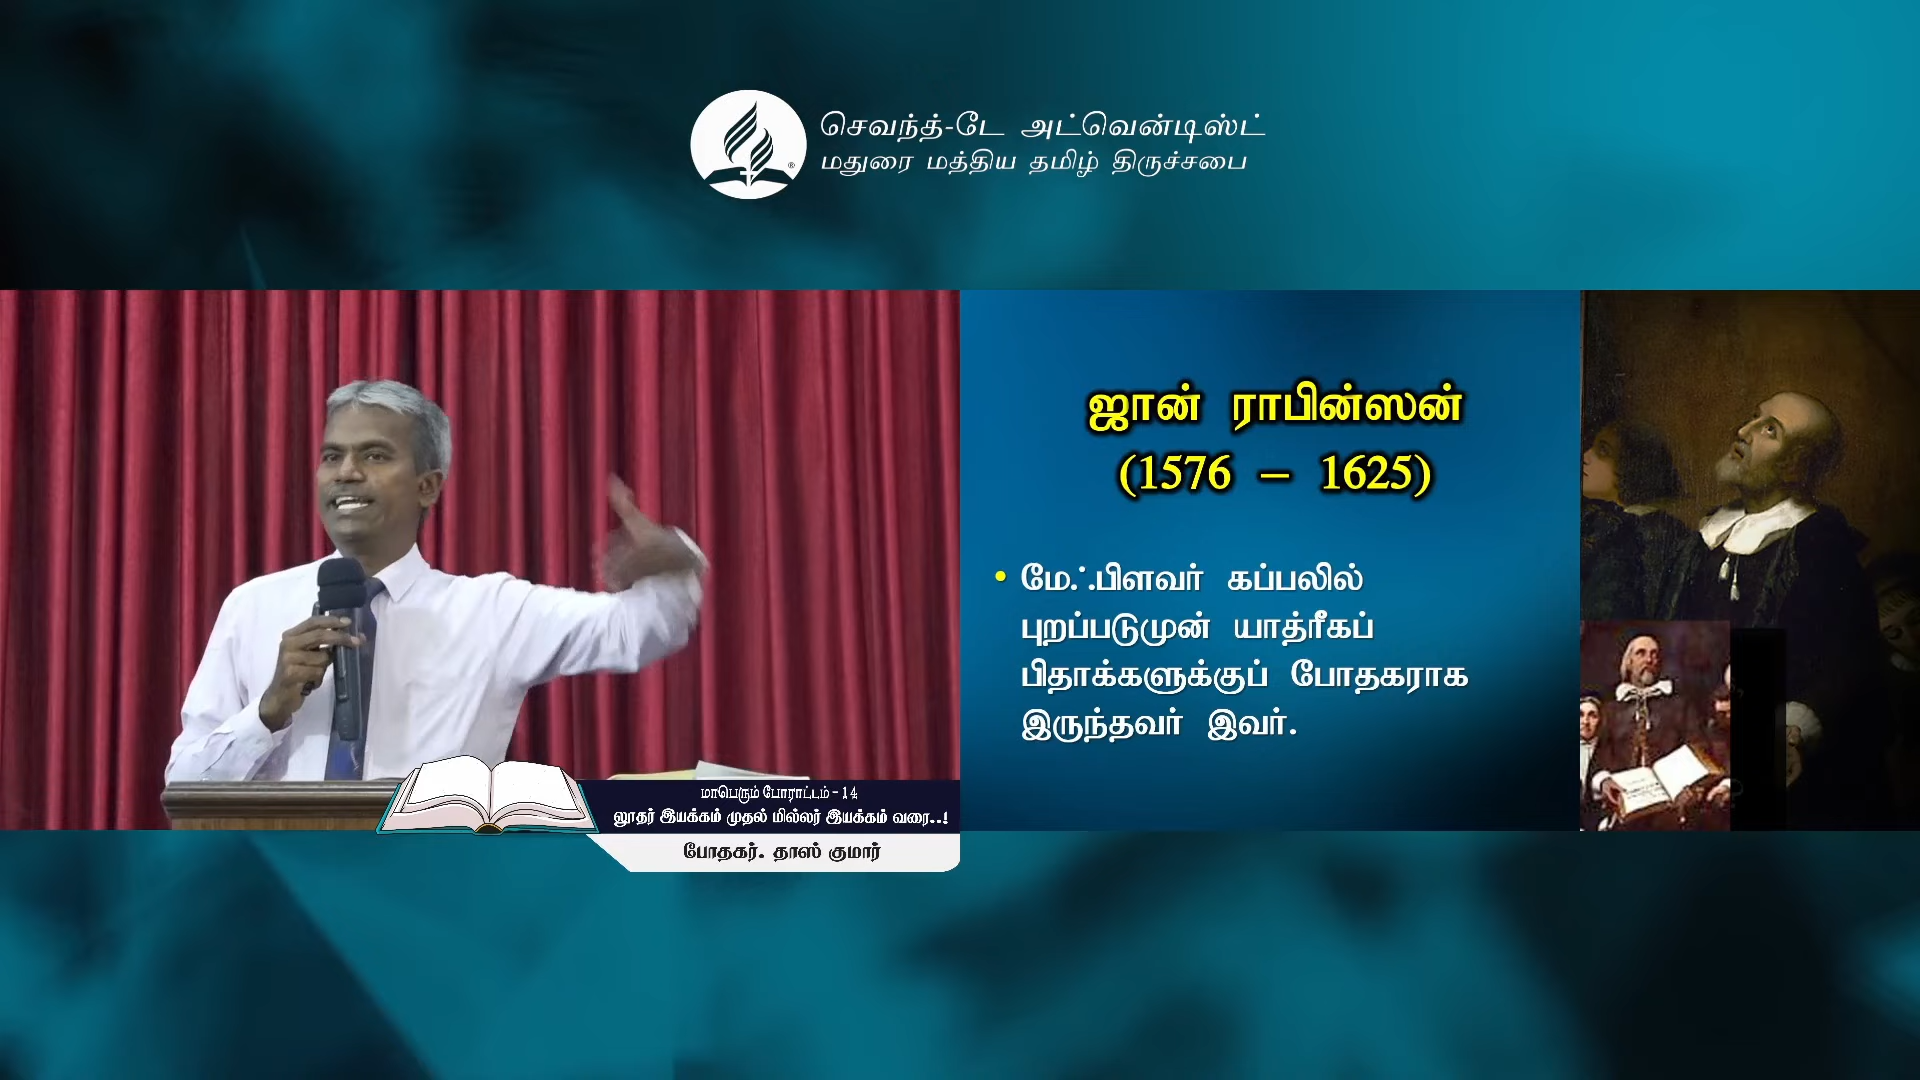 செவந்த்-டே அட்வென்டிஸ்ட்
மதுரை மத்திய தமிழ் திருச்சபை
ஜான் ராபின்ஸன்
(1576 – 1625)
• மேஃபிளவர் கப்பலில்
புறப்படுமுன் யாத்ரீகப்
பிதாக்களுக்குப் போதகராக
இருந்தவர் இவர்.
மாபெரும் போராட்டம் - 14
லூதர் இயக்கம் முதல் மில்லர் இயக்கம் வரை..!
போதகர். தாஸ் குமார்